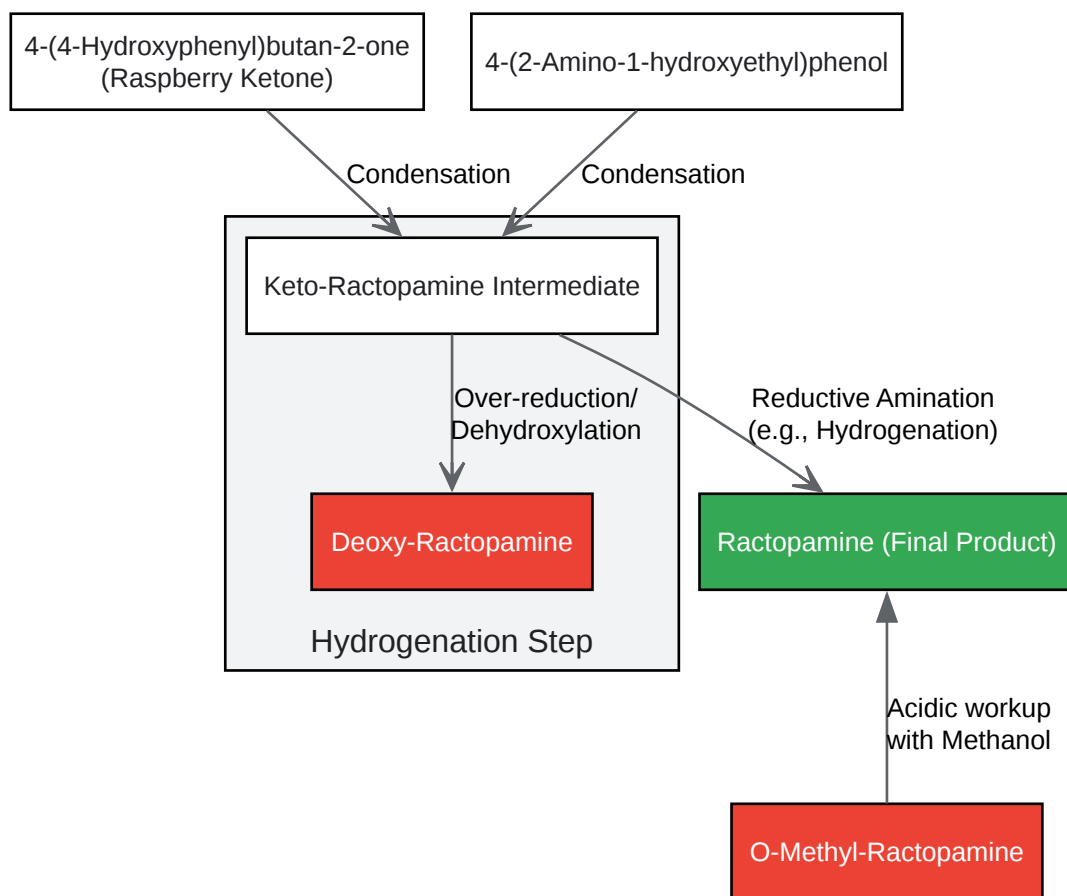 4-(4-Hydroxyphenyl)butan-2-one
(Raspberry Ketone)
4-(2-Amino-1-hydroxyethyl)phenol
Condensation
Condensation
Keto-Ractopamine Intermediate
Over-reduction/
Dehydroxylation
Reductive Amination
(e.g., Hydrogenation)
Deoxy-Ractopamine
Ractopamine (Final Product)
Hydrogenation Step
Acidic workup
with Methanol
O-Methyl-Ractopamine